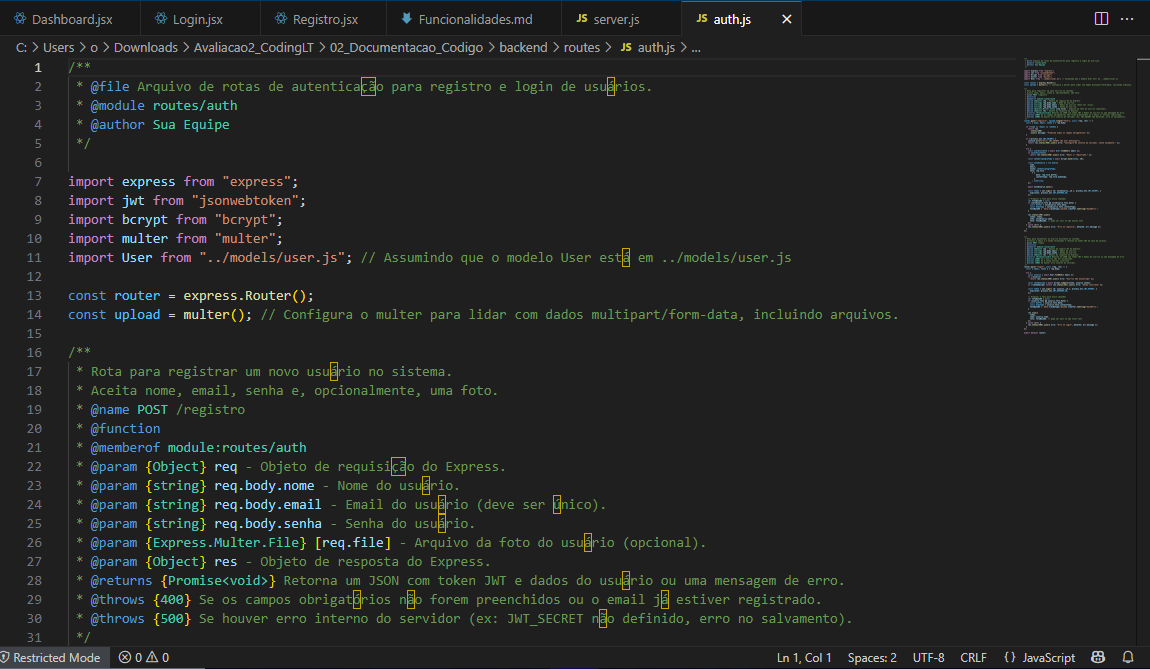 Dashboard.jsx Login.jsx Registro.jsx Funcionalidades.md JS server.js JS auth.js
C: > Users > o > Downloads > Avaliacao2_CodingLT > 02_Documentacao_Codigo > backend > routes > JS auth.js > ...
1 /**
2 * @file Arquivo de rotas de autenticação para registro e login de usuários.
3 * @module routes/auth
4 * @author Sua Equipe
5 */
6
7 import express from "express";
8 import jwt from "jsonwebtoken";
9 import bcrypt from "bcrypt";
10 import multer from "multer";
11 import User from "../models/user.js"; // Assumindo que o modelo User está em ../models/user.js
12
13 const router = express.Router();
14 const upload = multer(); // Configura o multer para lidar com dados multipart/form-data, incluindo arquivos.
15
16 /**
17 * Rota para registrar um novo usuário no sistema.
18 * Aceita nome, email, senha e, opcionalmente, uma foto.
19 * @name POST /registro
20 * @function
21 * @memberof module:routes/auth
22 * @param {Object} req - Objeto de requisição do Express.
23 * @param {string} req.body.nome - Nome do usuário.
24 * @param {string} req.body.email - Email do usuário (deve ser único).
25 * @param {string} req.body.senha - Senha do usuário.
26 * @param {Express.Multer.File} [req.file] - Arquivo da foto do usuário (opcional).
27 * @param {Object} res - Objeto de resposta do Express.
28 * @returns {Promise<void>} Retorna um JSON com token JWT e dados do usuário ou uma mensagem de erro.
29 * @throws {400} Se os campos obrigatórios não forem preenchidos ou o email já estiver registrado.
30 * @throws {500} Se houver erro interno do servidor (ex: JWT_SECRET não definido, erro no salvamento).
31 */
Restricted Mode 0 0 Ln 1, Col 1 Spaces: 2 UTF-8 CRLF {} JavaScript